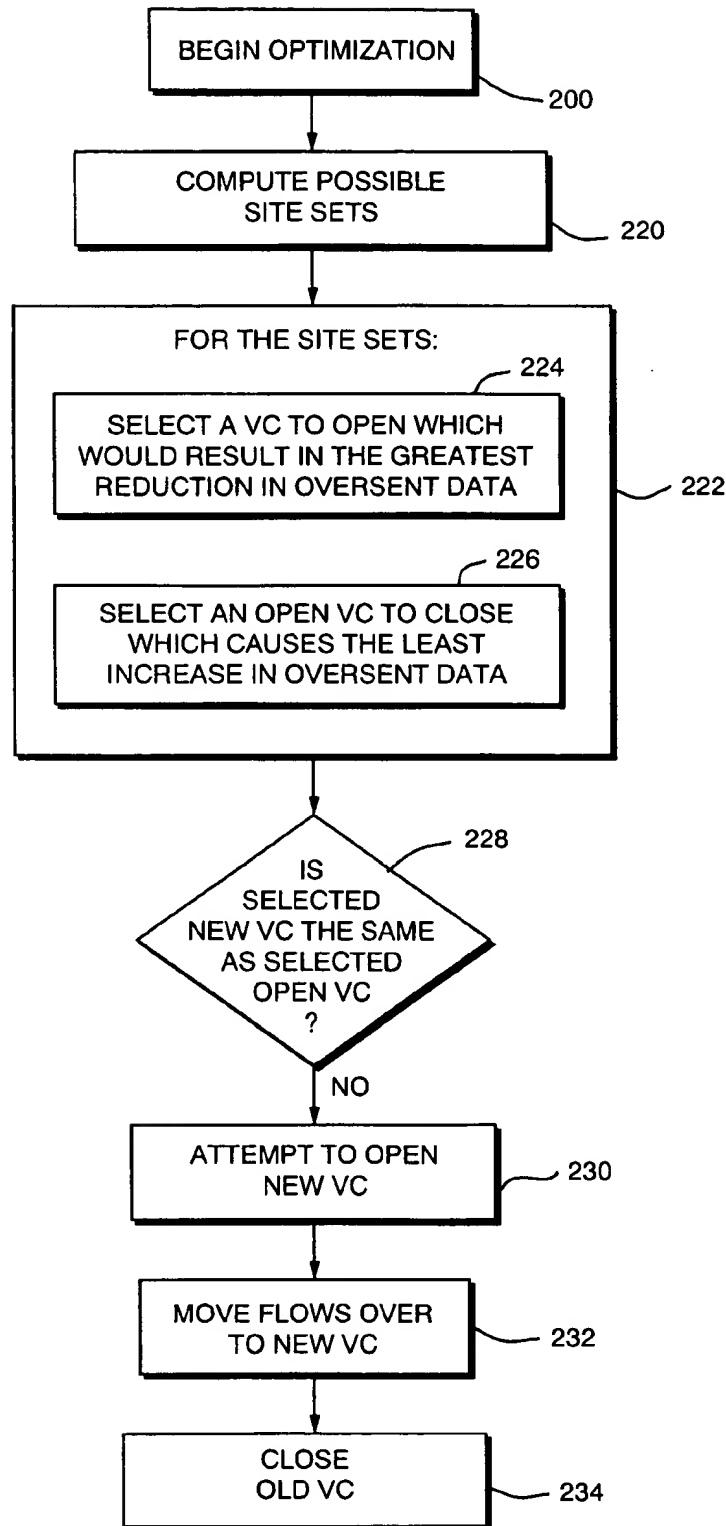 BEGIN OPTIMIZATION
200
COMPUTE POSSIBLE
SITE SETS
220
FOR THE SITE SETS:
224
SELECT A VC TO OPEN WHICH
WOULD RESULT IN THE GREATEST
REDUCTION IN OVERSENT DATA
222
226
SELECT AN OPEN VC TO CLOSE
WHICH CAUSES THE LEAST
INCREASE IN OVERSENT DATA
228
IS
SELECTED
NEW VC THE SAME
AS SELECTED
OPEN VC
?
NO
ATTEMPT TO OPEN
NEW VC
230
MOVE FLOWS OVER
TO NEW VC
232
CLOSE
OLD VC
234